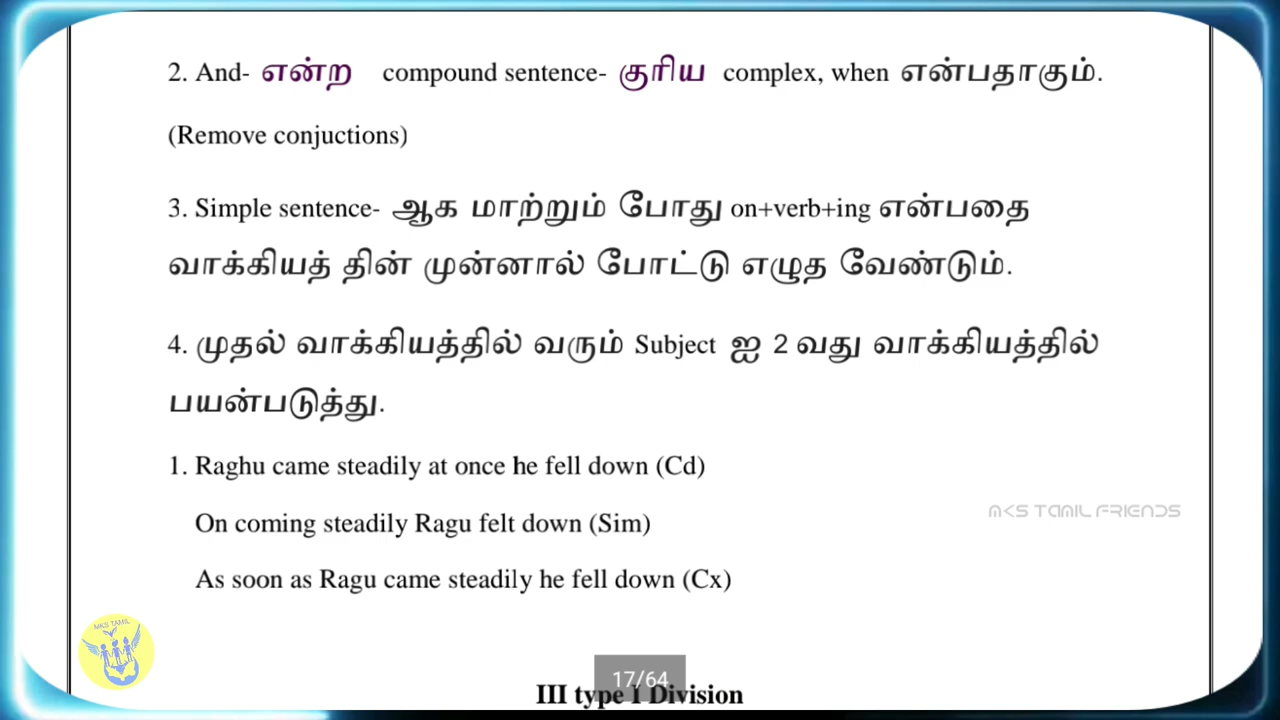 2. And- என்ற compound sentence- குரிய complex, when என்பதாகும்.
(Remove conjuctions)
3. Simple sentence- ஆக மாற்றும் போது on+verb+ing என்பதை
வாக்கியத் தின் முன்னால் போட்டு எழுத வேண்டும்.
4. முதல் வாக்கியத்தில் வரும் Subject ஐ 2 வது வாக்கியத்தில்
பயன்படுத்து.
1. Raghu came steadily at once he fell down (Cd)
MKS TAMIL FRIENDS
On coming steadily Ragu felt down (Sim)
As soon as Ragu came steadily he fell down (Cx)
MKS TAMIL
17/64
III type I Division